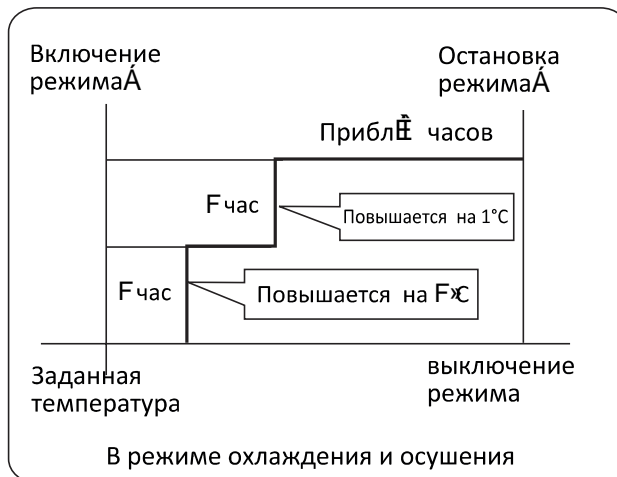 Включение
режимаÁ
Остановка
режимаÁ
Прибл. часов
F час
Повышается на 1°C
F час
Повышается на F°C
Заданная
температура
выключение
режима
В режиме охлаждения и осушения